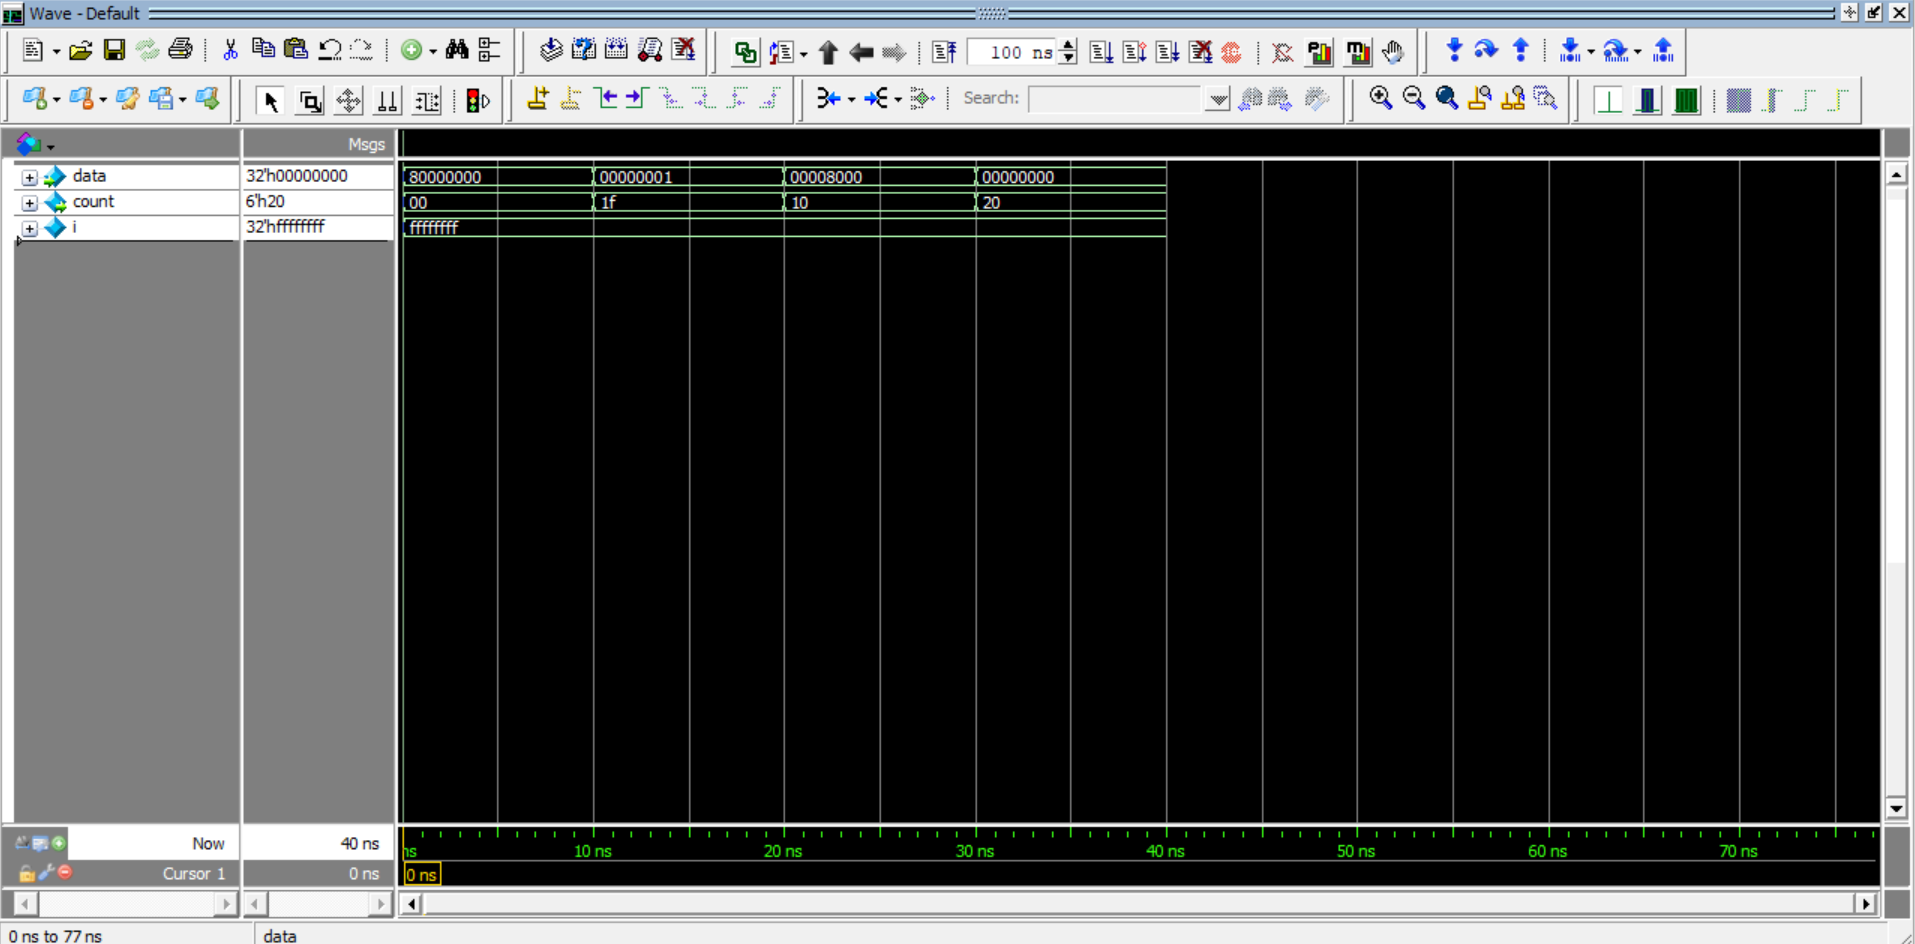 Wave - Default
100 ns
Search:
Msgs
data 32'h00000000 80000000 00000001 00008000 00000000
count 6'h20 00 1f 10 20
i 32'hffffffff ffffffff
Now 40 ns ns 10 ns 20 ns 30 ns 40 ns 50 ns 60 ns 70 ns
Cursor 1 0 ns 0 ns
0 ns to 77 ns data